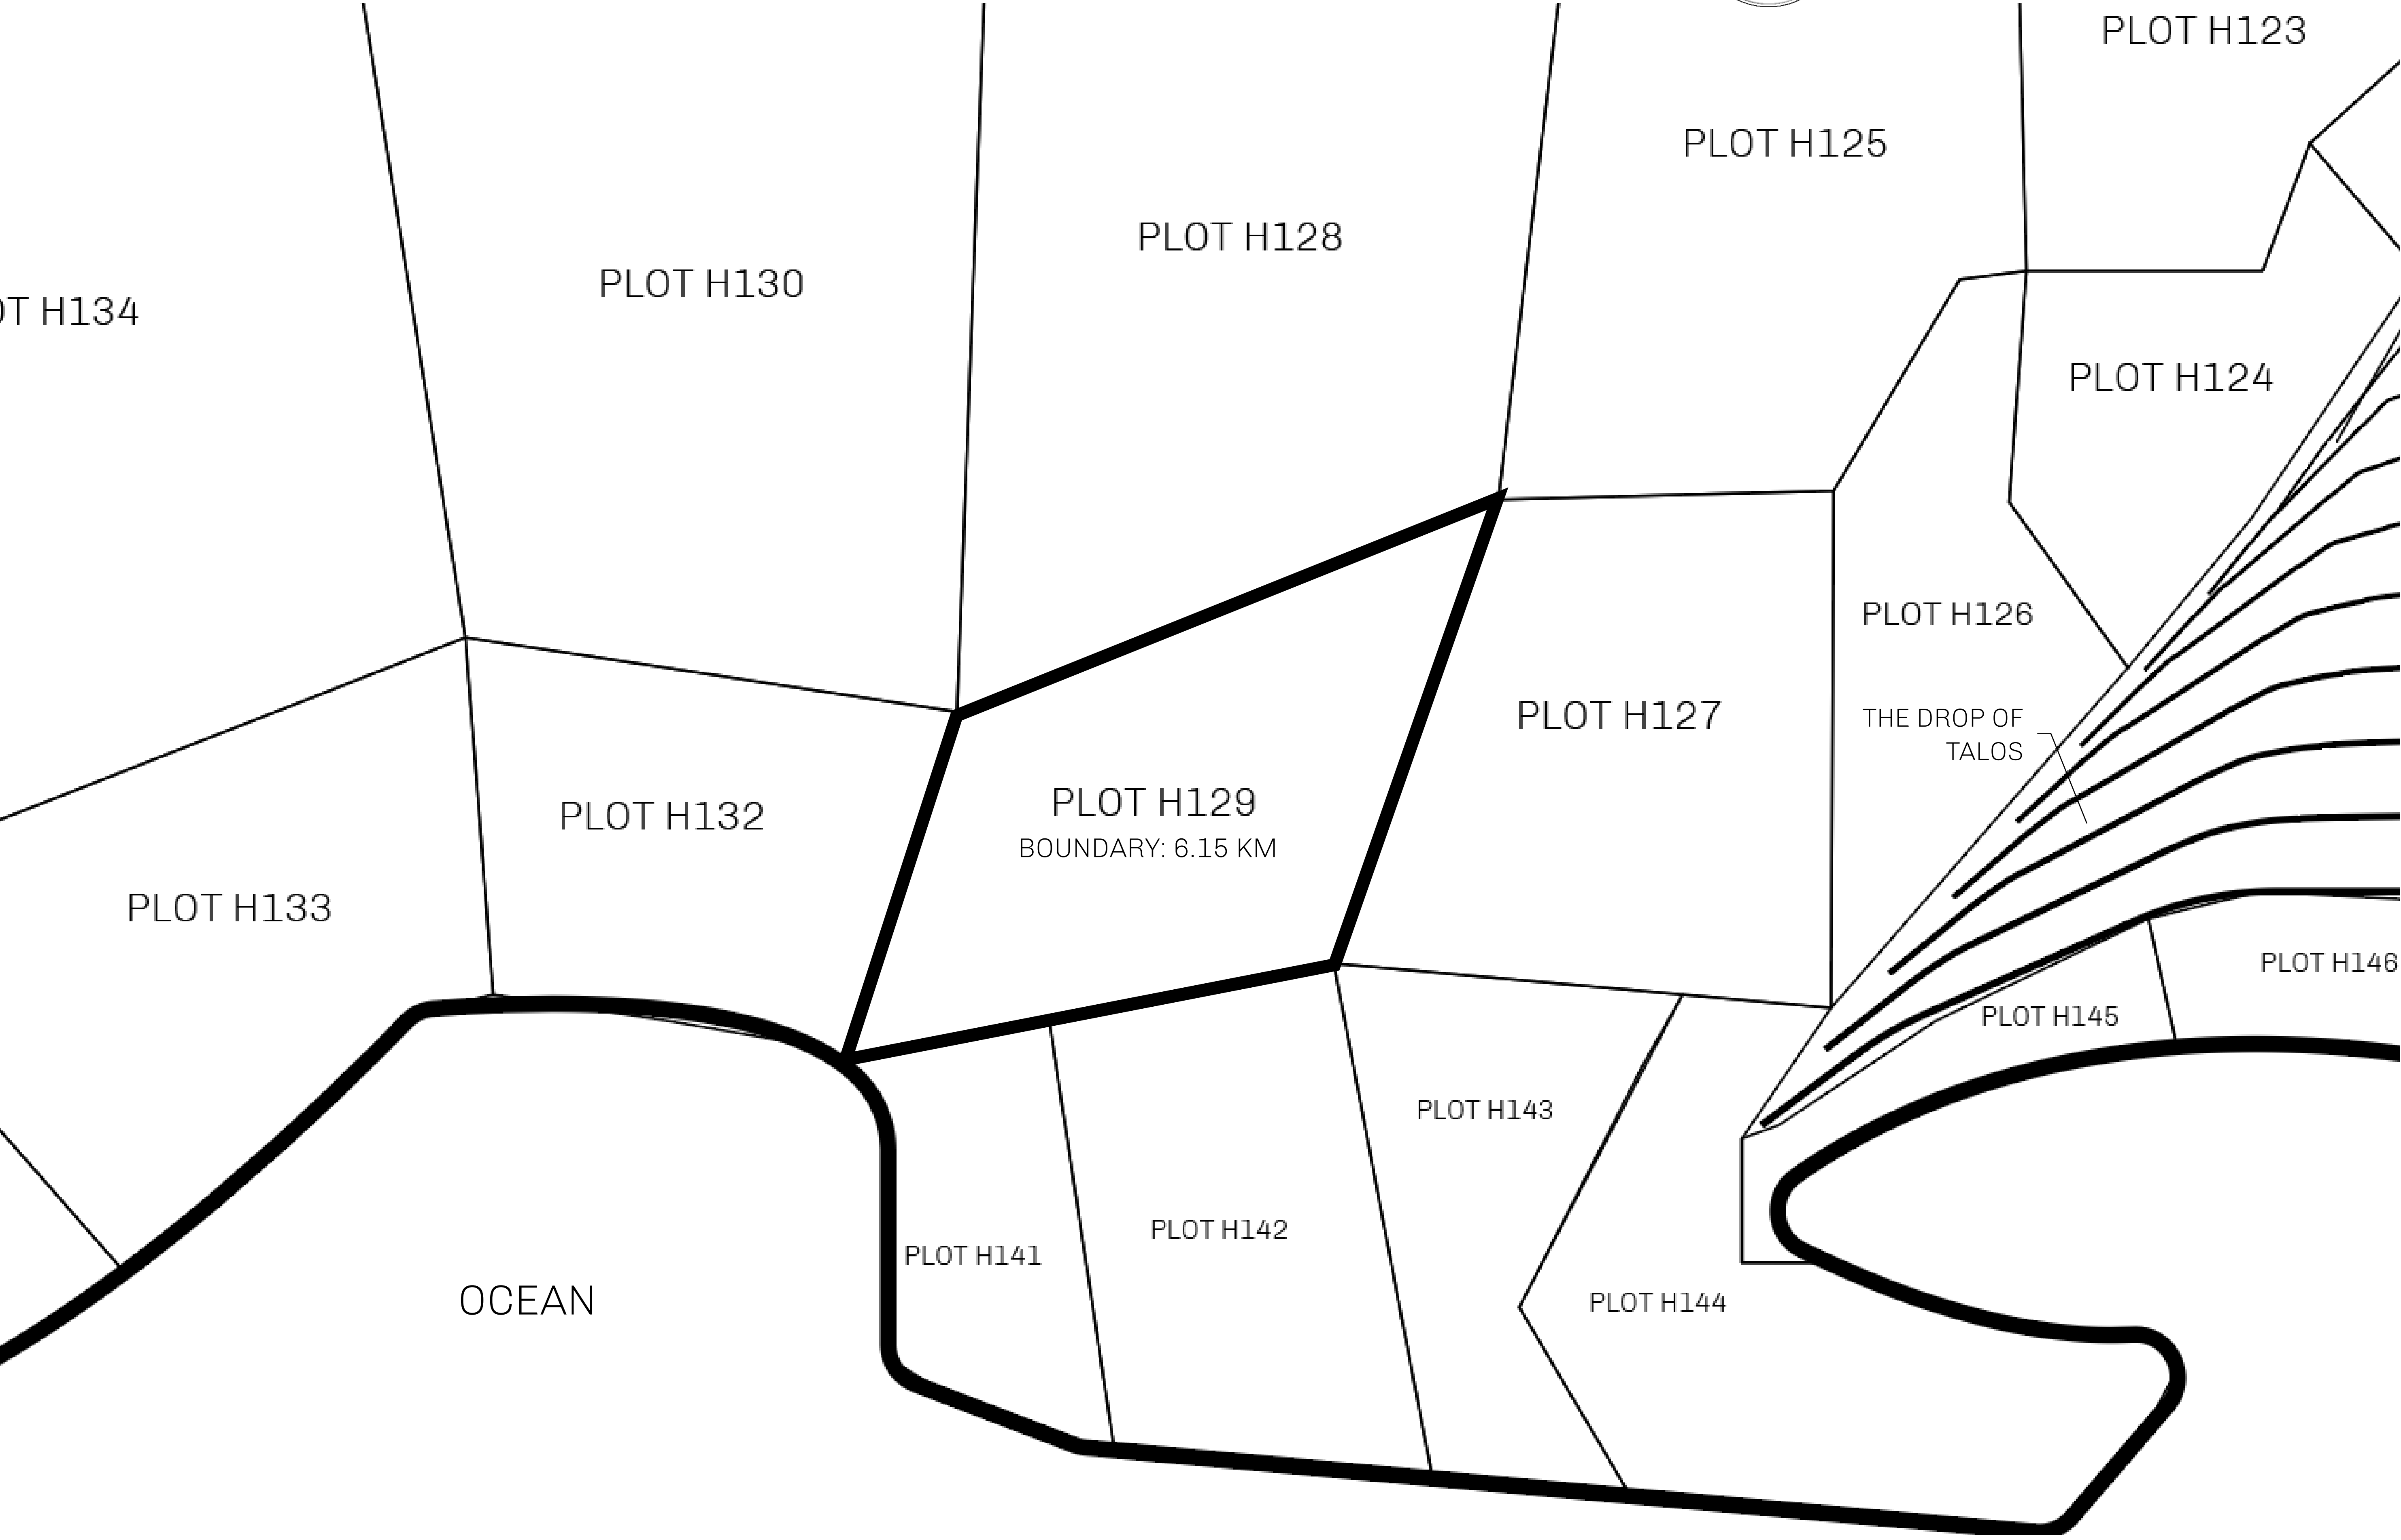 PLOT H123
PLOT H125
PLOT H128
PLOT H130
OT H134
PLOT H124
PLOT H126
PLOT H127
THE DROP OF
TALOS
PLOT H129
BOUNDARY: 6.15 KM
PLOT H132
PLOT H133
PLOT H146
PLOT H145
PLOT H143
PLOT H142
PLOT H141
PLOT H144
OCEAN